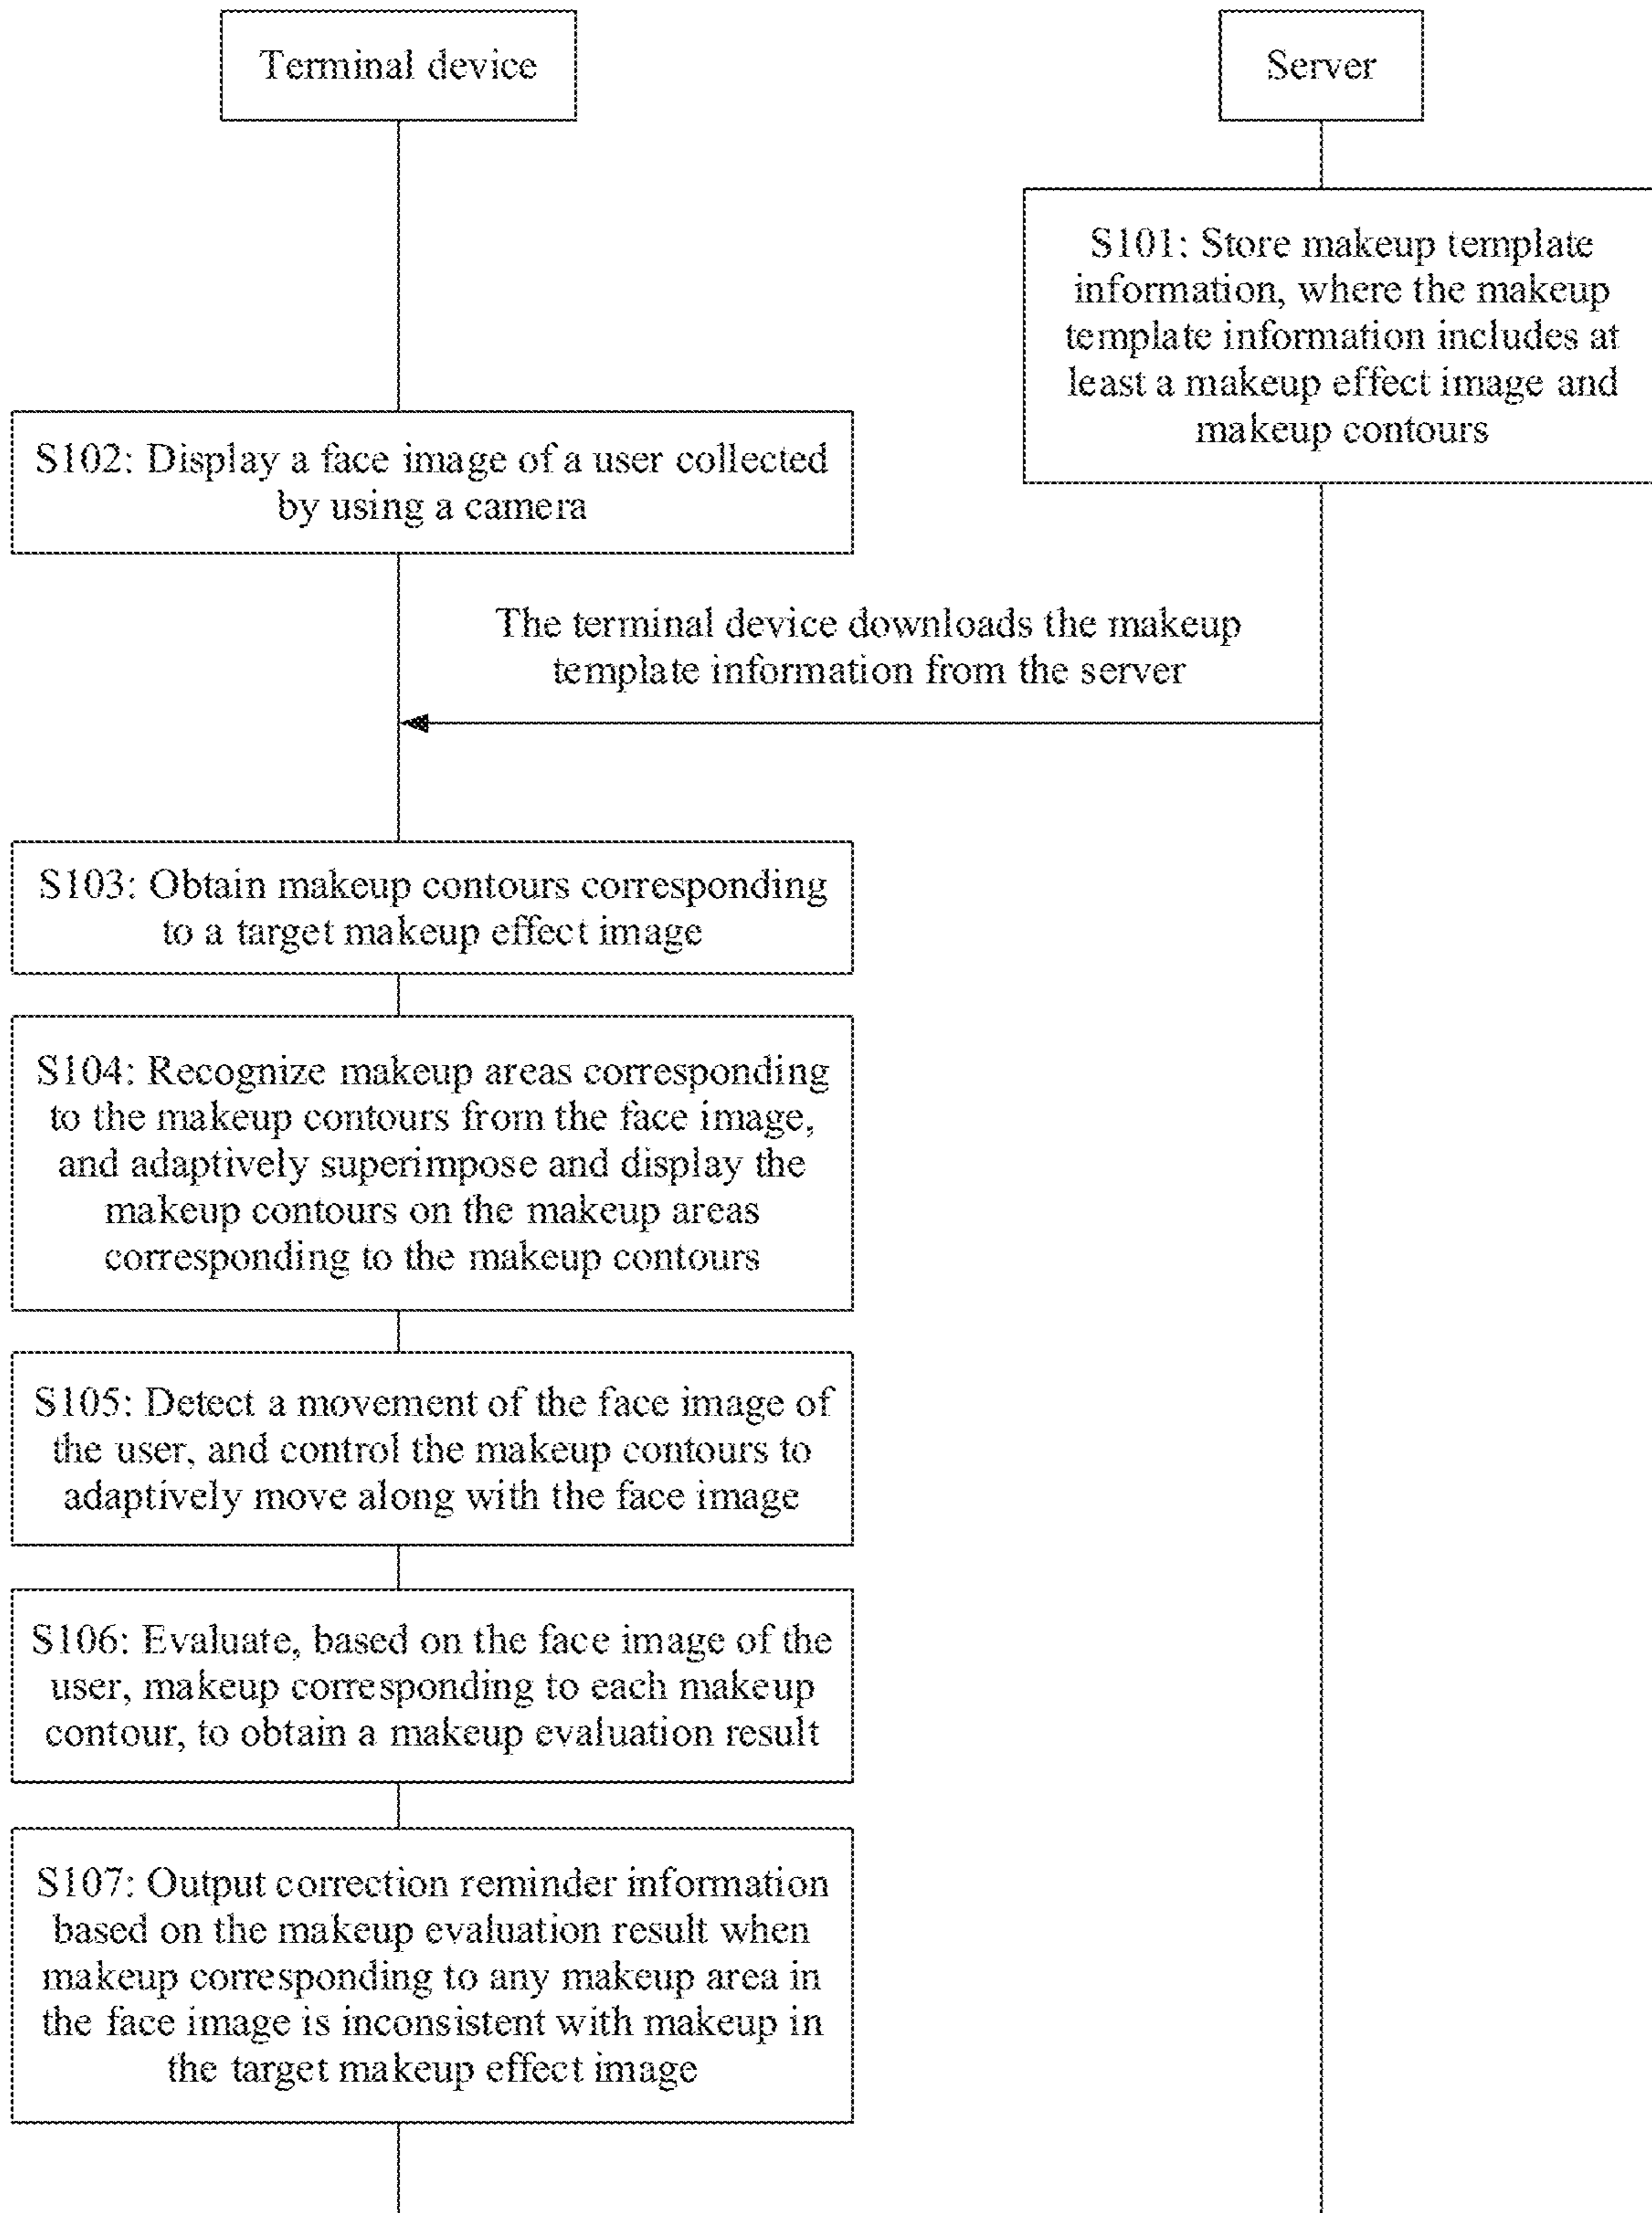 Terminal device
Server
S101: Store makeup template
information, where the makeup
template information includes at
least a makeup effect image and
makeup contours
S102: Display a face image of a user collected
by using a camera
The terminal device downloads the makeup
template information from the server
S103: Obtain makeup contours corresponding
to a target makeup effect image
S104: Recognize makeup areas corresponding
to the makeup contours from the face image,
and adaptively superimpose and display the
makeup contours on the makeup areas
corresponding to the makeup contours
S105: Detect a movement of the face image of
the user, and control the makeup contours to
adaptively move along with the face image
S106: Evaluate, based on the face image of the
user, makeup corresponding to each makeup
contour, to obtain a makeup evaluation result
S107: Output correction reminder information
based on the makeup evaluation result when
makeup corresponding to any makeup area in
the face image is inconsistent with makeup in
the target makeup effect image